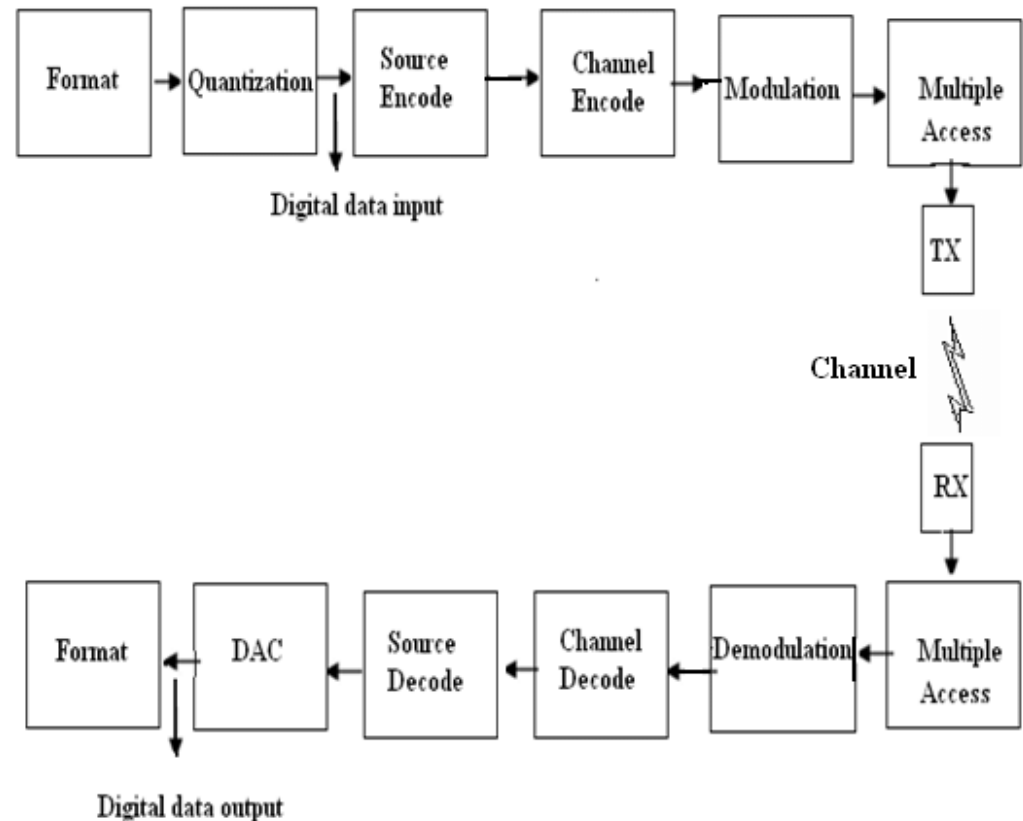 Format
Quantization
Source
Encode
Channel
Encode
Modulation
Multiple
Access
Digital data input
TX
Channel
RX
Format
DAC
Source
Decode
Channel
Decode
Demodulation
Multiple
Access
Digital data output